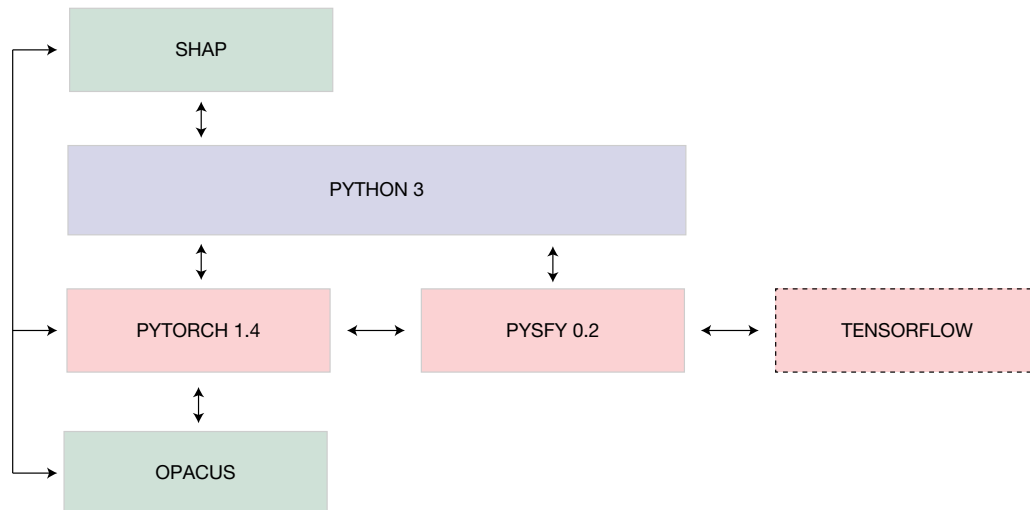 SHAP
PYTHON 3
PYTORCH 1.4
PYSFY 0.2
TENSORFLOW
OPACUS